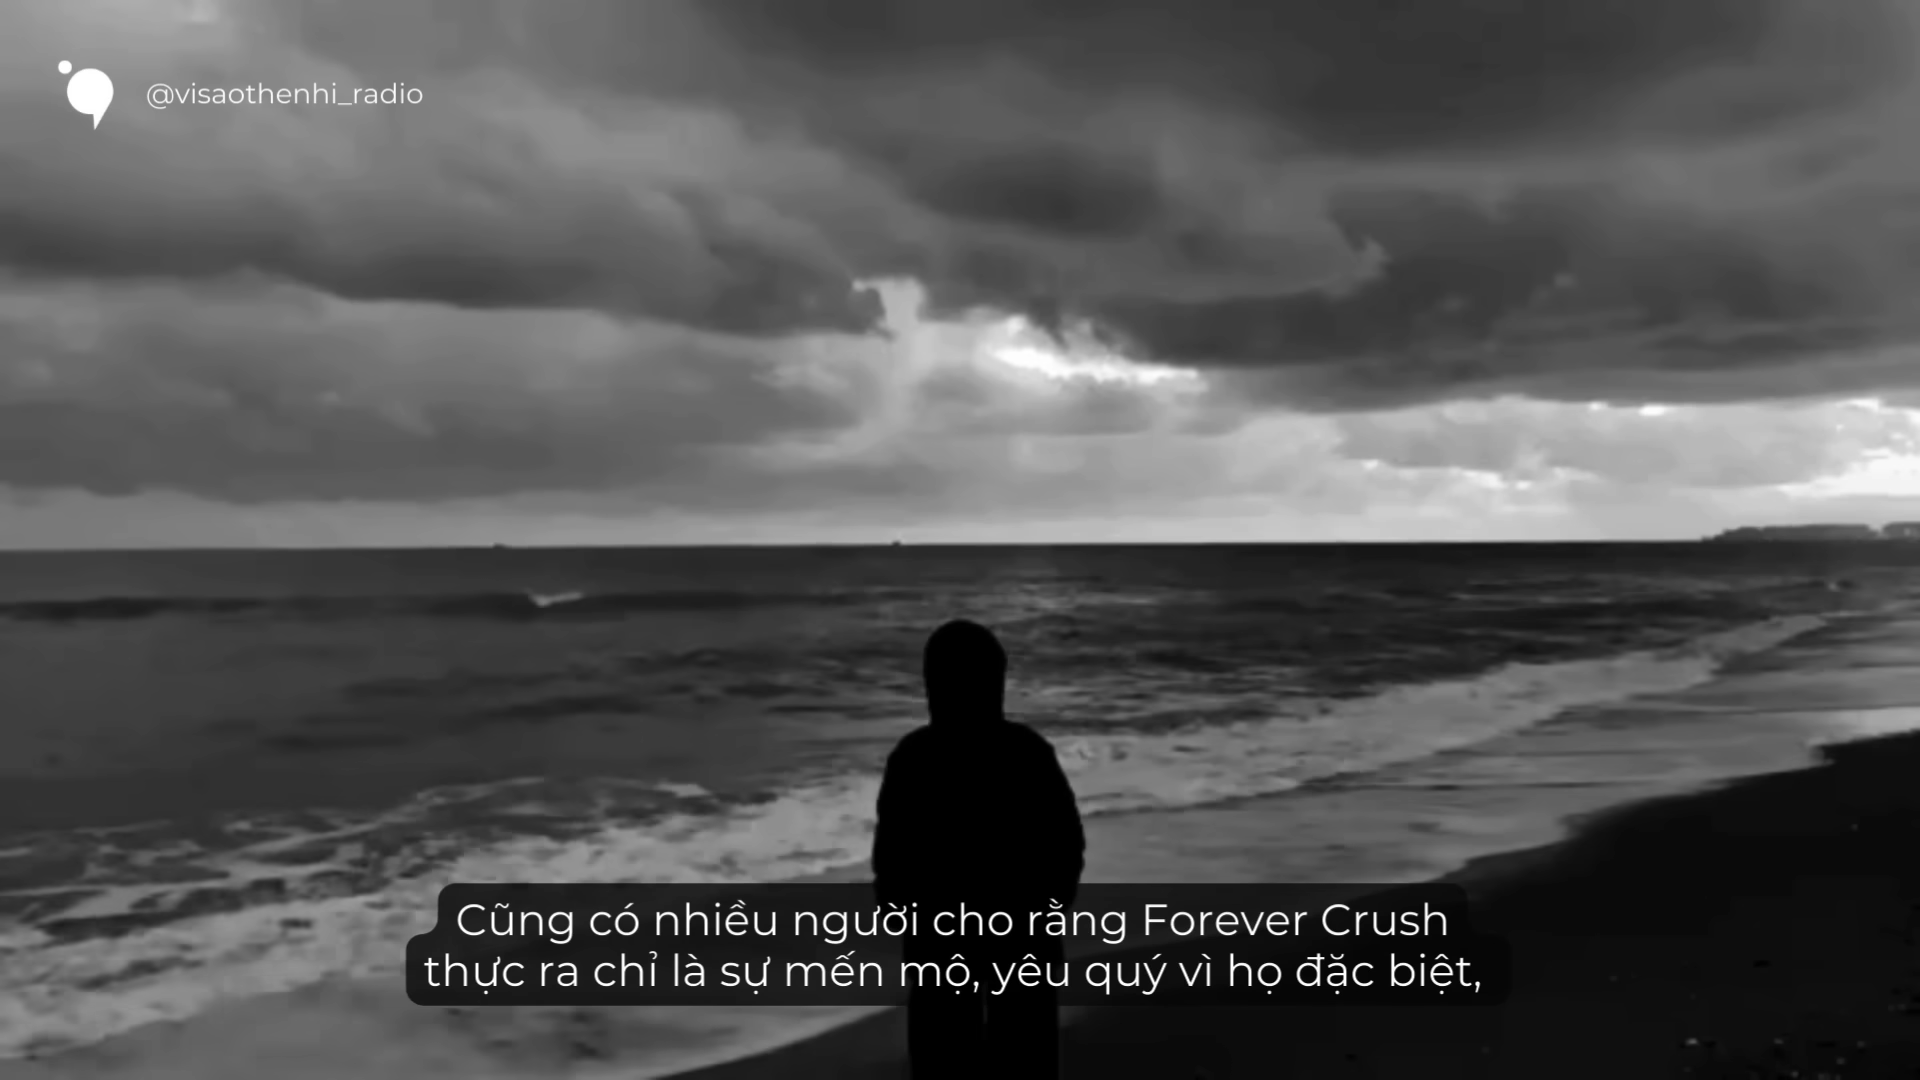 @visaothenhi_radio
Cũng có nhiều người cho rằng Forever Crush
thực ra chỉ là sự mến mộ, yêu quý vì họ đặc biệt,